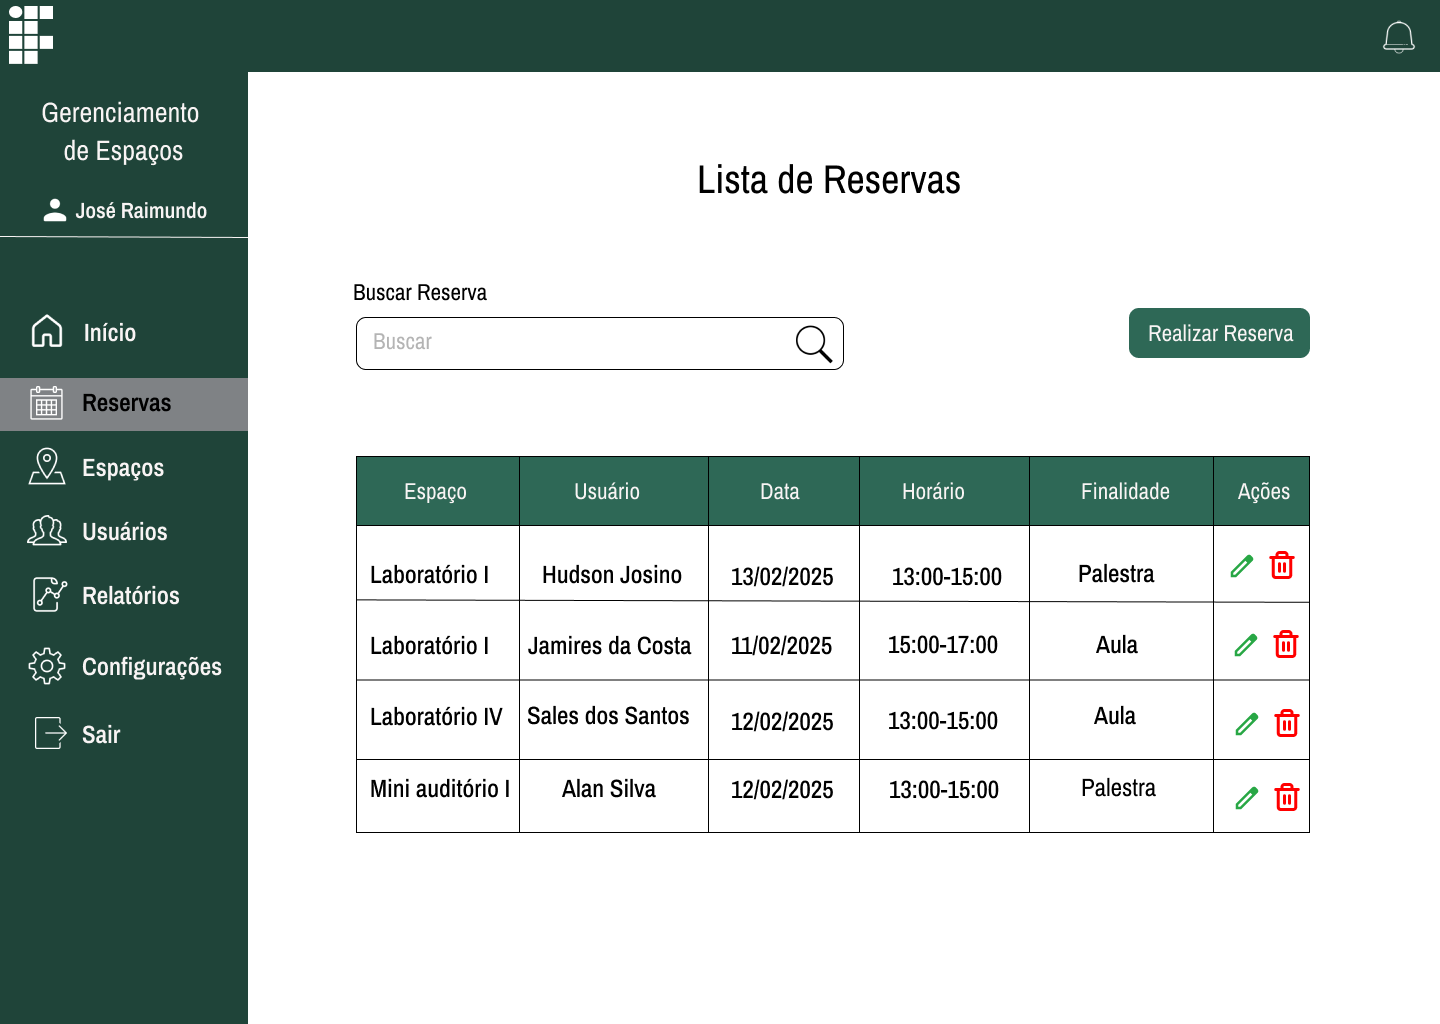 Gerenciamento
de Espaços
José Raimundo
Início
Reservas
Espaços
Usuários
Relatórios
Configurações
Sair
Lista de Reservas
Buscar Reserva
Buscar
Realizar Reserva
Espaço Usuário Data Horário Finalidade Ações
Laboratório I Hudson Josino 13/02/2025 13:00-15:00 Palestra
Laboratório I Jamires da Costa 11/02/2025 15:00-17:00 Aula
Laboratório IV Sales dos Santos 12/02/2025 13:00-15:00 Aula
Mini auditório I Alan Silva 12/02/2025 13:00-15:00 Palestra